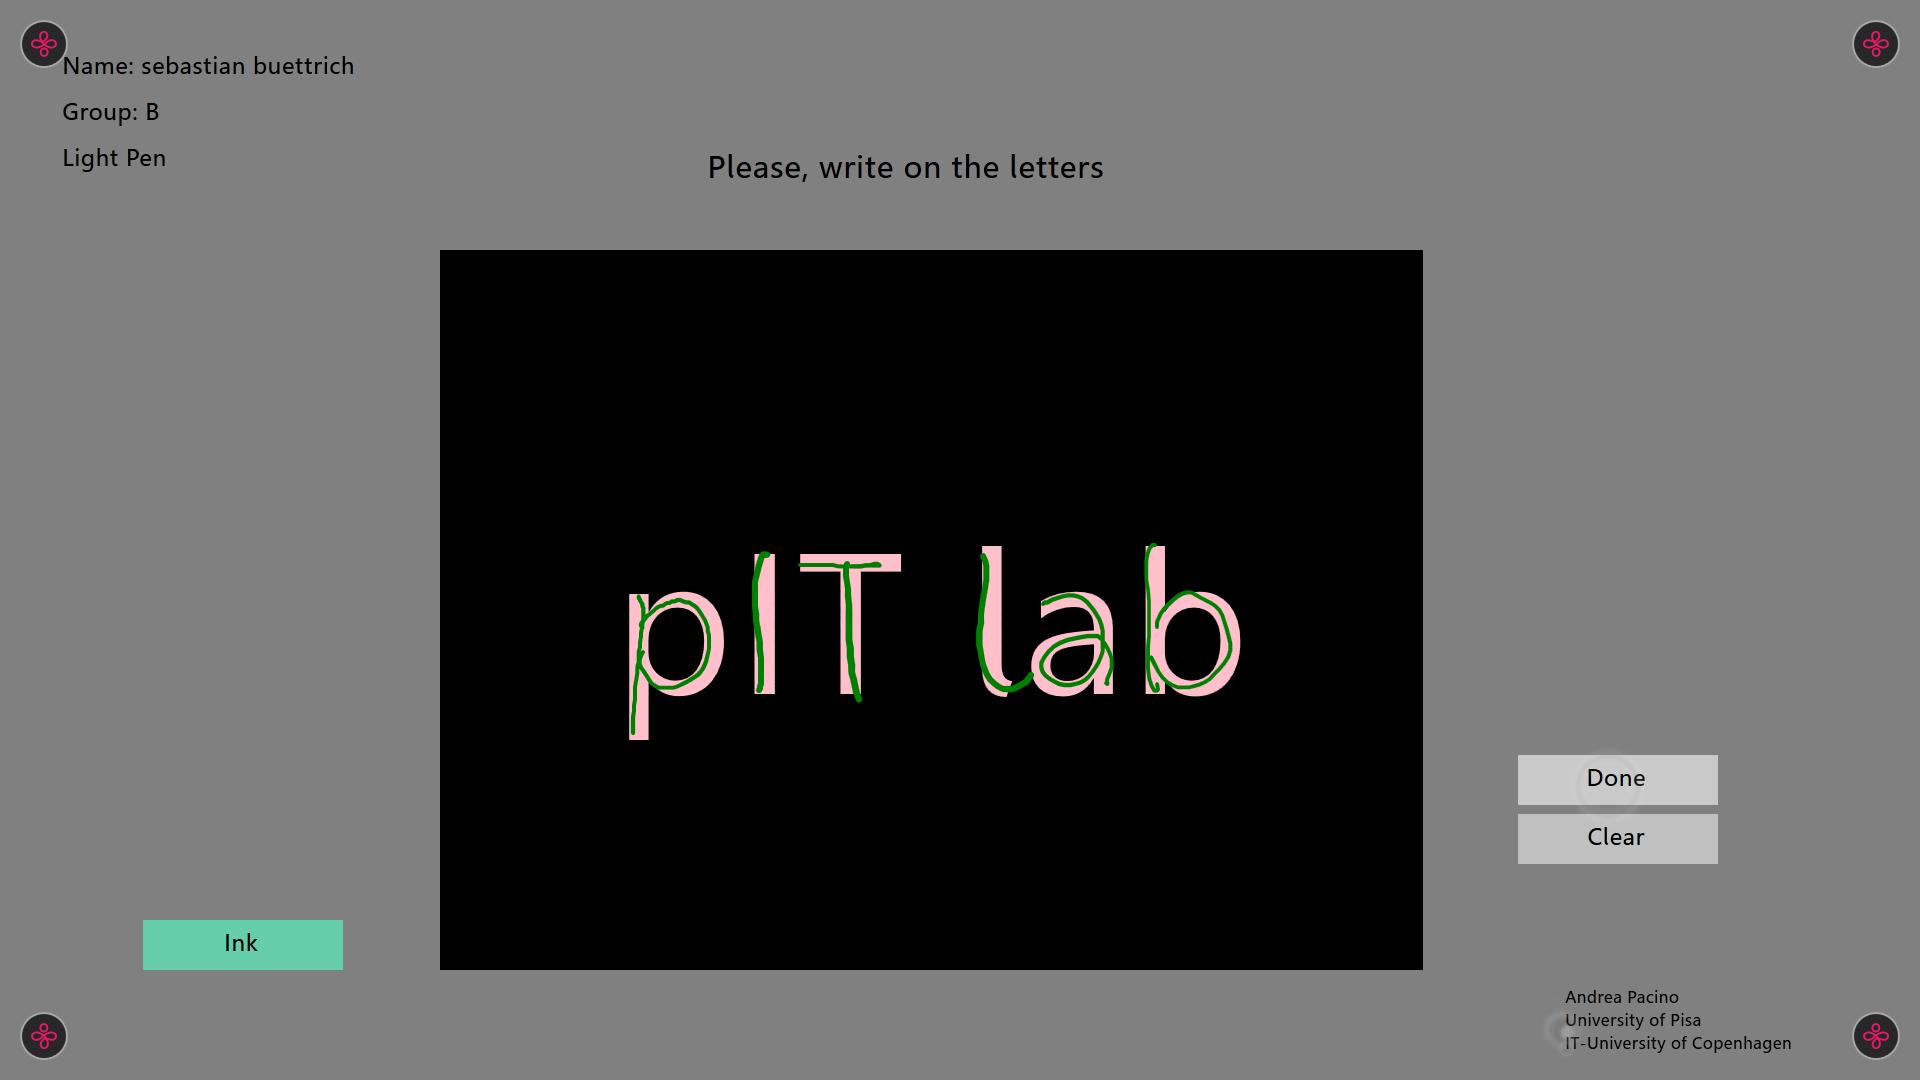 Name: sebastian buettrich
Group: B
Light Pen
Please, write on the letters
pIT lab
Done
Clear
Ink
Andrea Pacino
University of Pisa
IT-University of Copenhagen